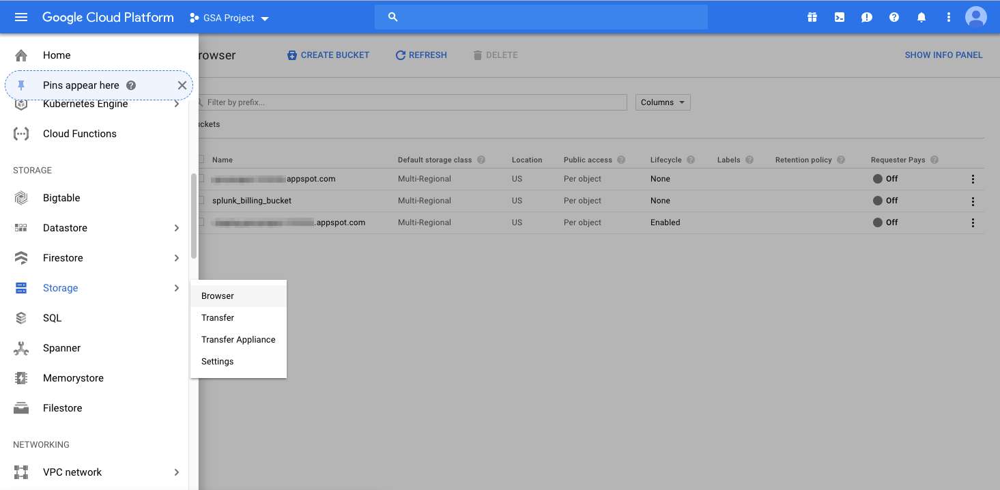 Google Cloud Platform
GSA Project
Home
Pins appear here
Kubernetes Engine
Cloud Functions
STORAGE
Bigtable
Datastore
Firestore
Storage
SQL
Spanner
Memorystore
Filestore
NETWORKING
VPC network
Browser
Transfer
Transfer Appliance
Settings
rowser CREATE BUCKET REFRESH DELETE SHOW INFO PANEL
Filter by prefix... Columns
uckets
Name Default storage class Location Public access Lifecycle Labels Retention policy Requester Pays
appspot.com Multi-Regional US Per object None Off
splunk_billing_bucket Multi-Regional US Per object None Off
.appspot.com Multi-Regional US Per object Enabled Off